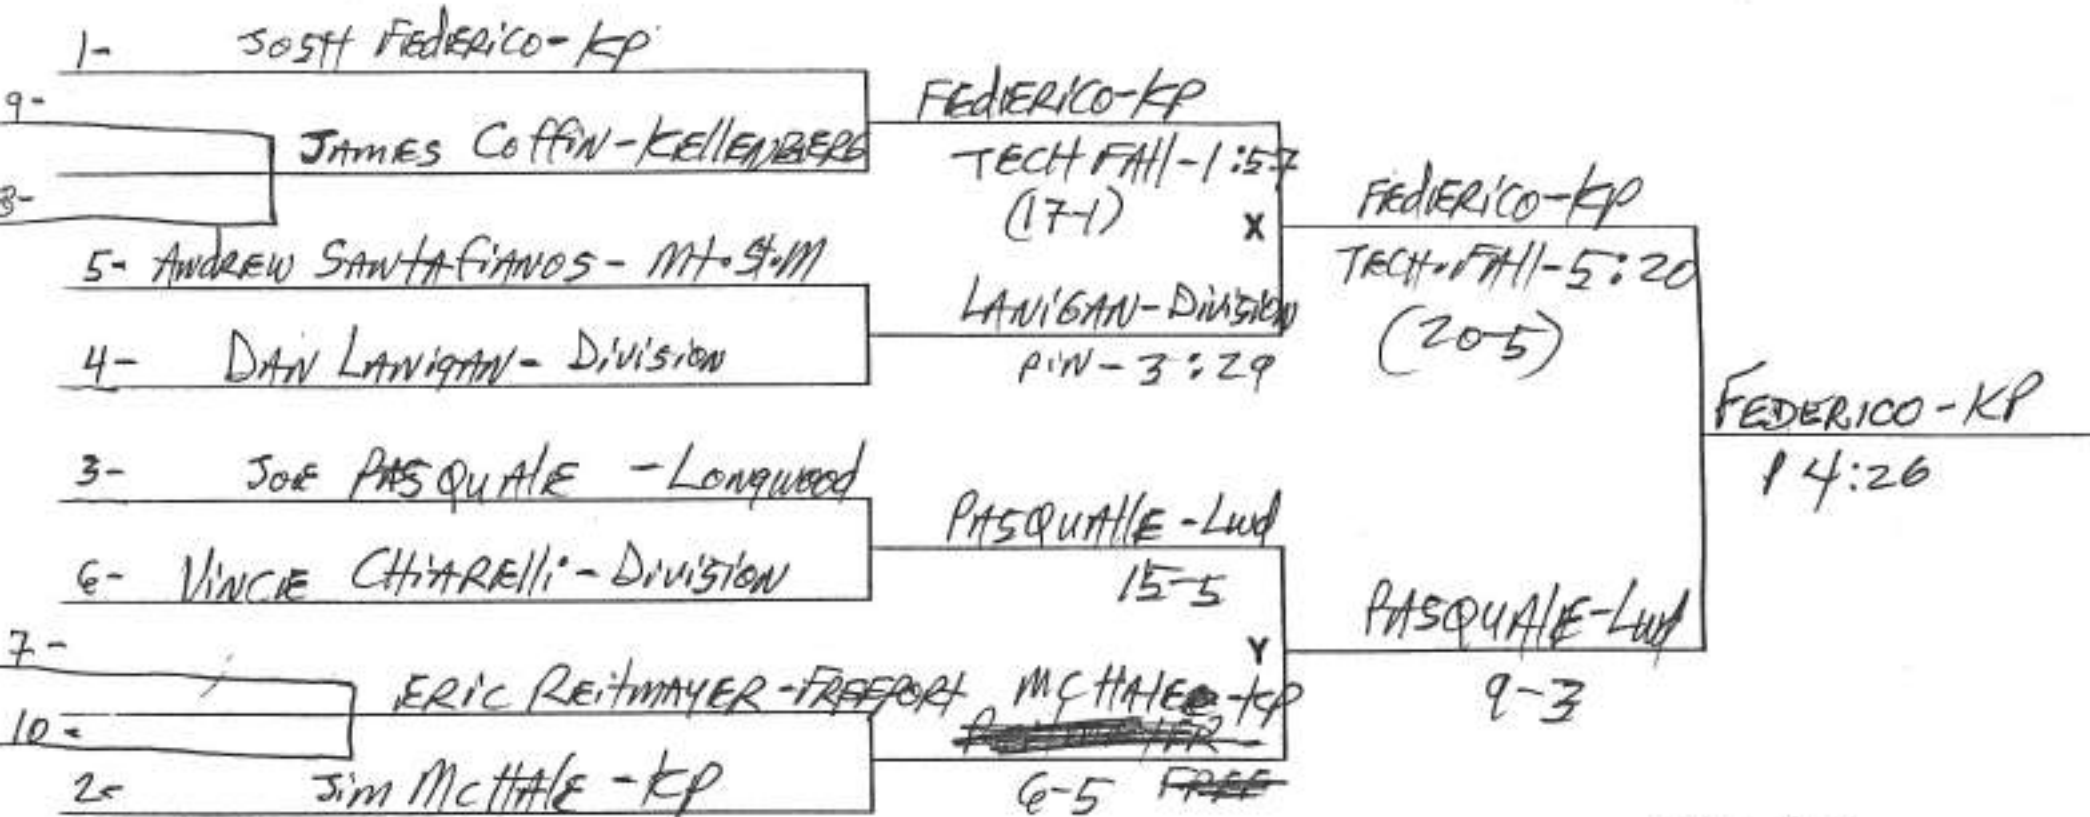 1- JOSH FEDERICO-KP
9-
JAMES COFFIN-KELLENBERG
8-
5- ANDREW SANTAFIANOS- Mt. St. M
4- DAN LANIGAN- Division
3- JOE PASQUALE -Longwood
6- VINCE CHIARELLI-Division
7-
ERIC REITMAYER-FREEPORT
10-
2- Jim McHALE-KP
FEDERICO-KP
TECH FAll-1:57
(17-1)
X
LANIGAN-Division
PIN-3:29
PASQUAllE-Lwd
15-5
Y
McHALE-KP
6-5 FREE
FEDERICO-KP
TECH.FAll-5:20
(20-5)
PASQUALE-Lwd
9-3
FEDERICO-KP
P 4:26